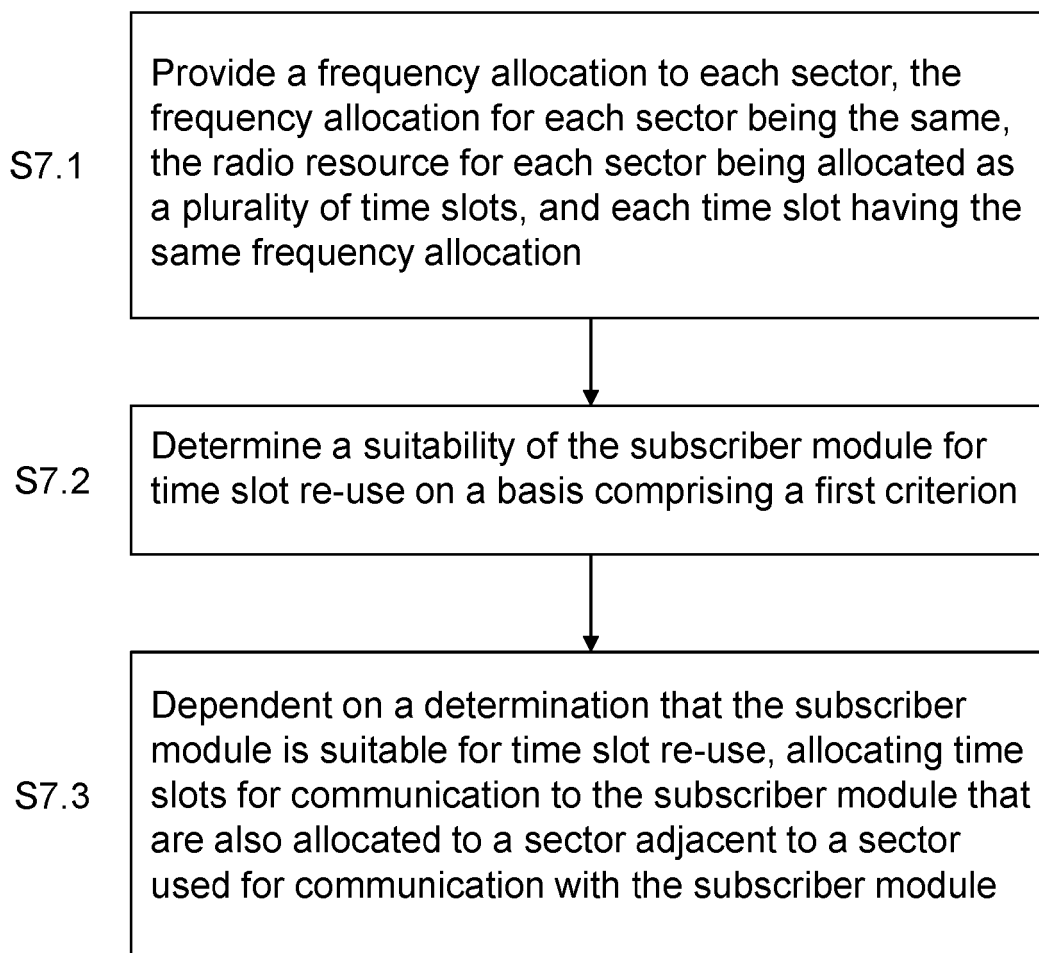 S7.1
Provide a frequency allocation to each sector, the
frequency allocation for each sector being the same,
the radio resource for each sector being allocated as
a plurality of time slots, and each time slot having the
same frequency allocation
S7.2
Determine a suitability of the subscriber module for
time slot re-use on a basis comprising a first criterion
S7.3
Dependent on a determination that the subscriber
module is suitable for time slot re-use, allocating time
slots for communication to the subscriber module that
are also allocated to a sector adjacent to a sector
used for communication with the subscriber module